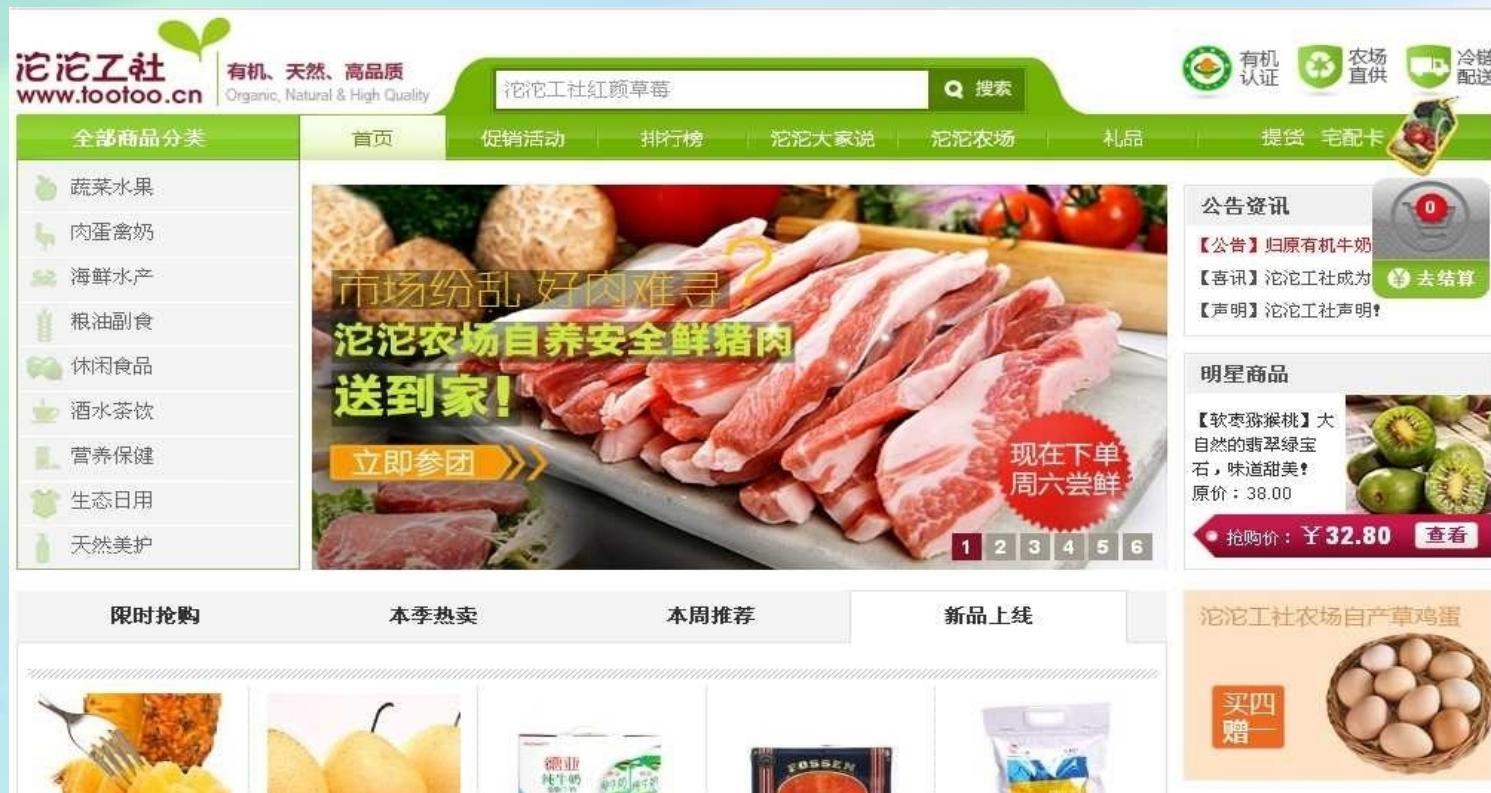 沱沱工社
www.tootoo.cn
有机、天然、高品质
Organic, Natural & High Quality
沱沱工社红颜草莓
搜索
有机
认证
农场
直供
冷链
配送
全部商品分类
首页
促销活动
排行榜
沱沱大家说
沱沱农场
礼品
提货
宅配卡
蔬菜水果
肉蛋禽奶
海鲜水产
粮油副食
休闲食品
酒水茶饮
营养保健
生态日用
天然美护
市场纷乱 好肉难寻?
沱沱农场自养安全鲜猪肉
送到家!
立即参团
现在下单
周六尝鲜
1 2 3 4 5 6
公告资讯
【公告】归原有机牛奶
【喜讯】沱沱工社成为
【声明】沱沱工社声明!
0
去结算
明星商品
【软枣猕猴桃】大
自然的翡翠绿宝
石，味道甜美!
原价：38.00
抢购价：￥32.80
查看
限时抢购
本季热卖
本周推荐
新品上线
沱沱工社农场自产草鸡蛋
买四
赠一
德亚
纯牛奶
FOSSEN